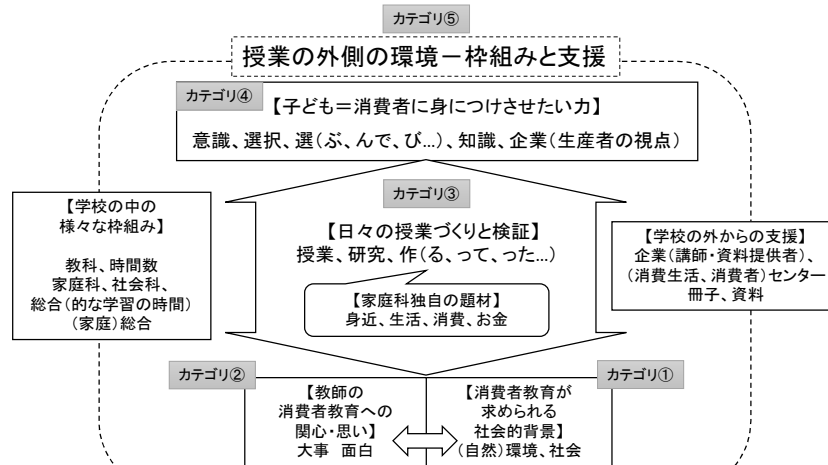 カテゴリ⑤
授業の外側の環境－枠組みと支援
カテゴリ④
【子ども＝消費者に身につけさせたい力】
意識、選択、選（ぶ、んで、び…）、知識、企業（生産者の視点）
【学校の中の
様々な枠組み】
教科、時間数
家庭科、社会科、
総合（的な学習の時間）
（家庭）総合
カテゴリ③
【日々の授業づくりと検証】
授業、研究、作（る、って、った…）
【家庭科独自の題材】
身近、生活、消費、お金
【学校の外からの支援】
企業（講師・資料提供者）、
（消費生活、消費者）センター
冊子、資料
カテゴリ②
【教師の
消費者教育への
関心・思い】
大事　面白
カテゴリ①
【消費者教育が
求められる
社会的背景】
（自然）環境、社会